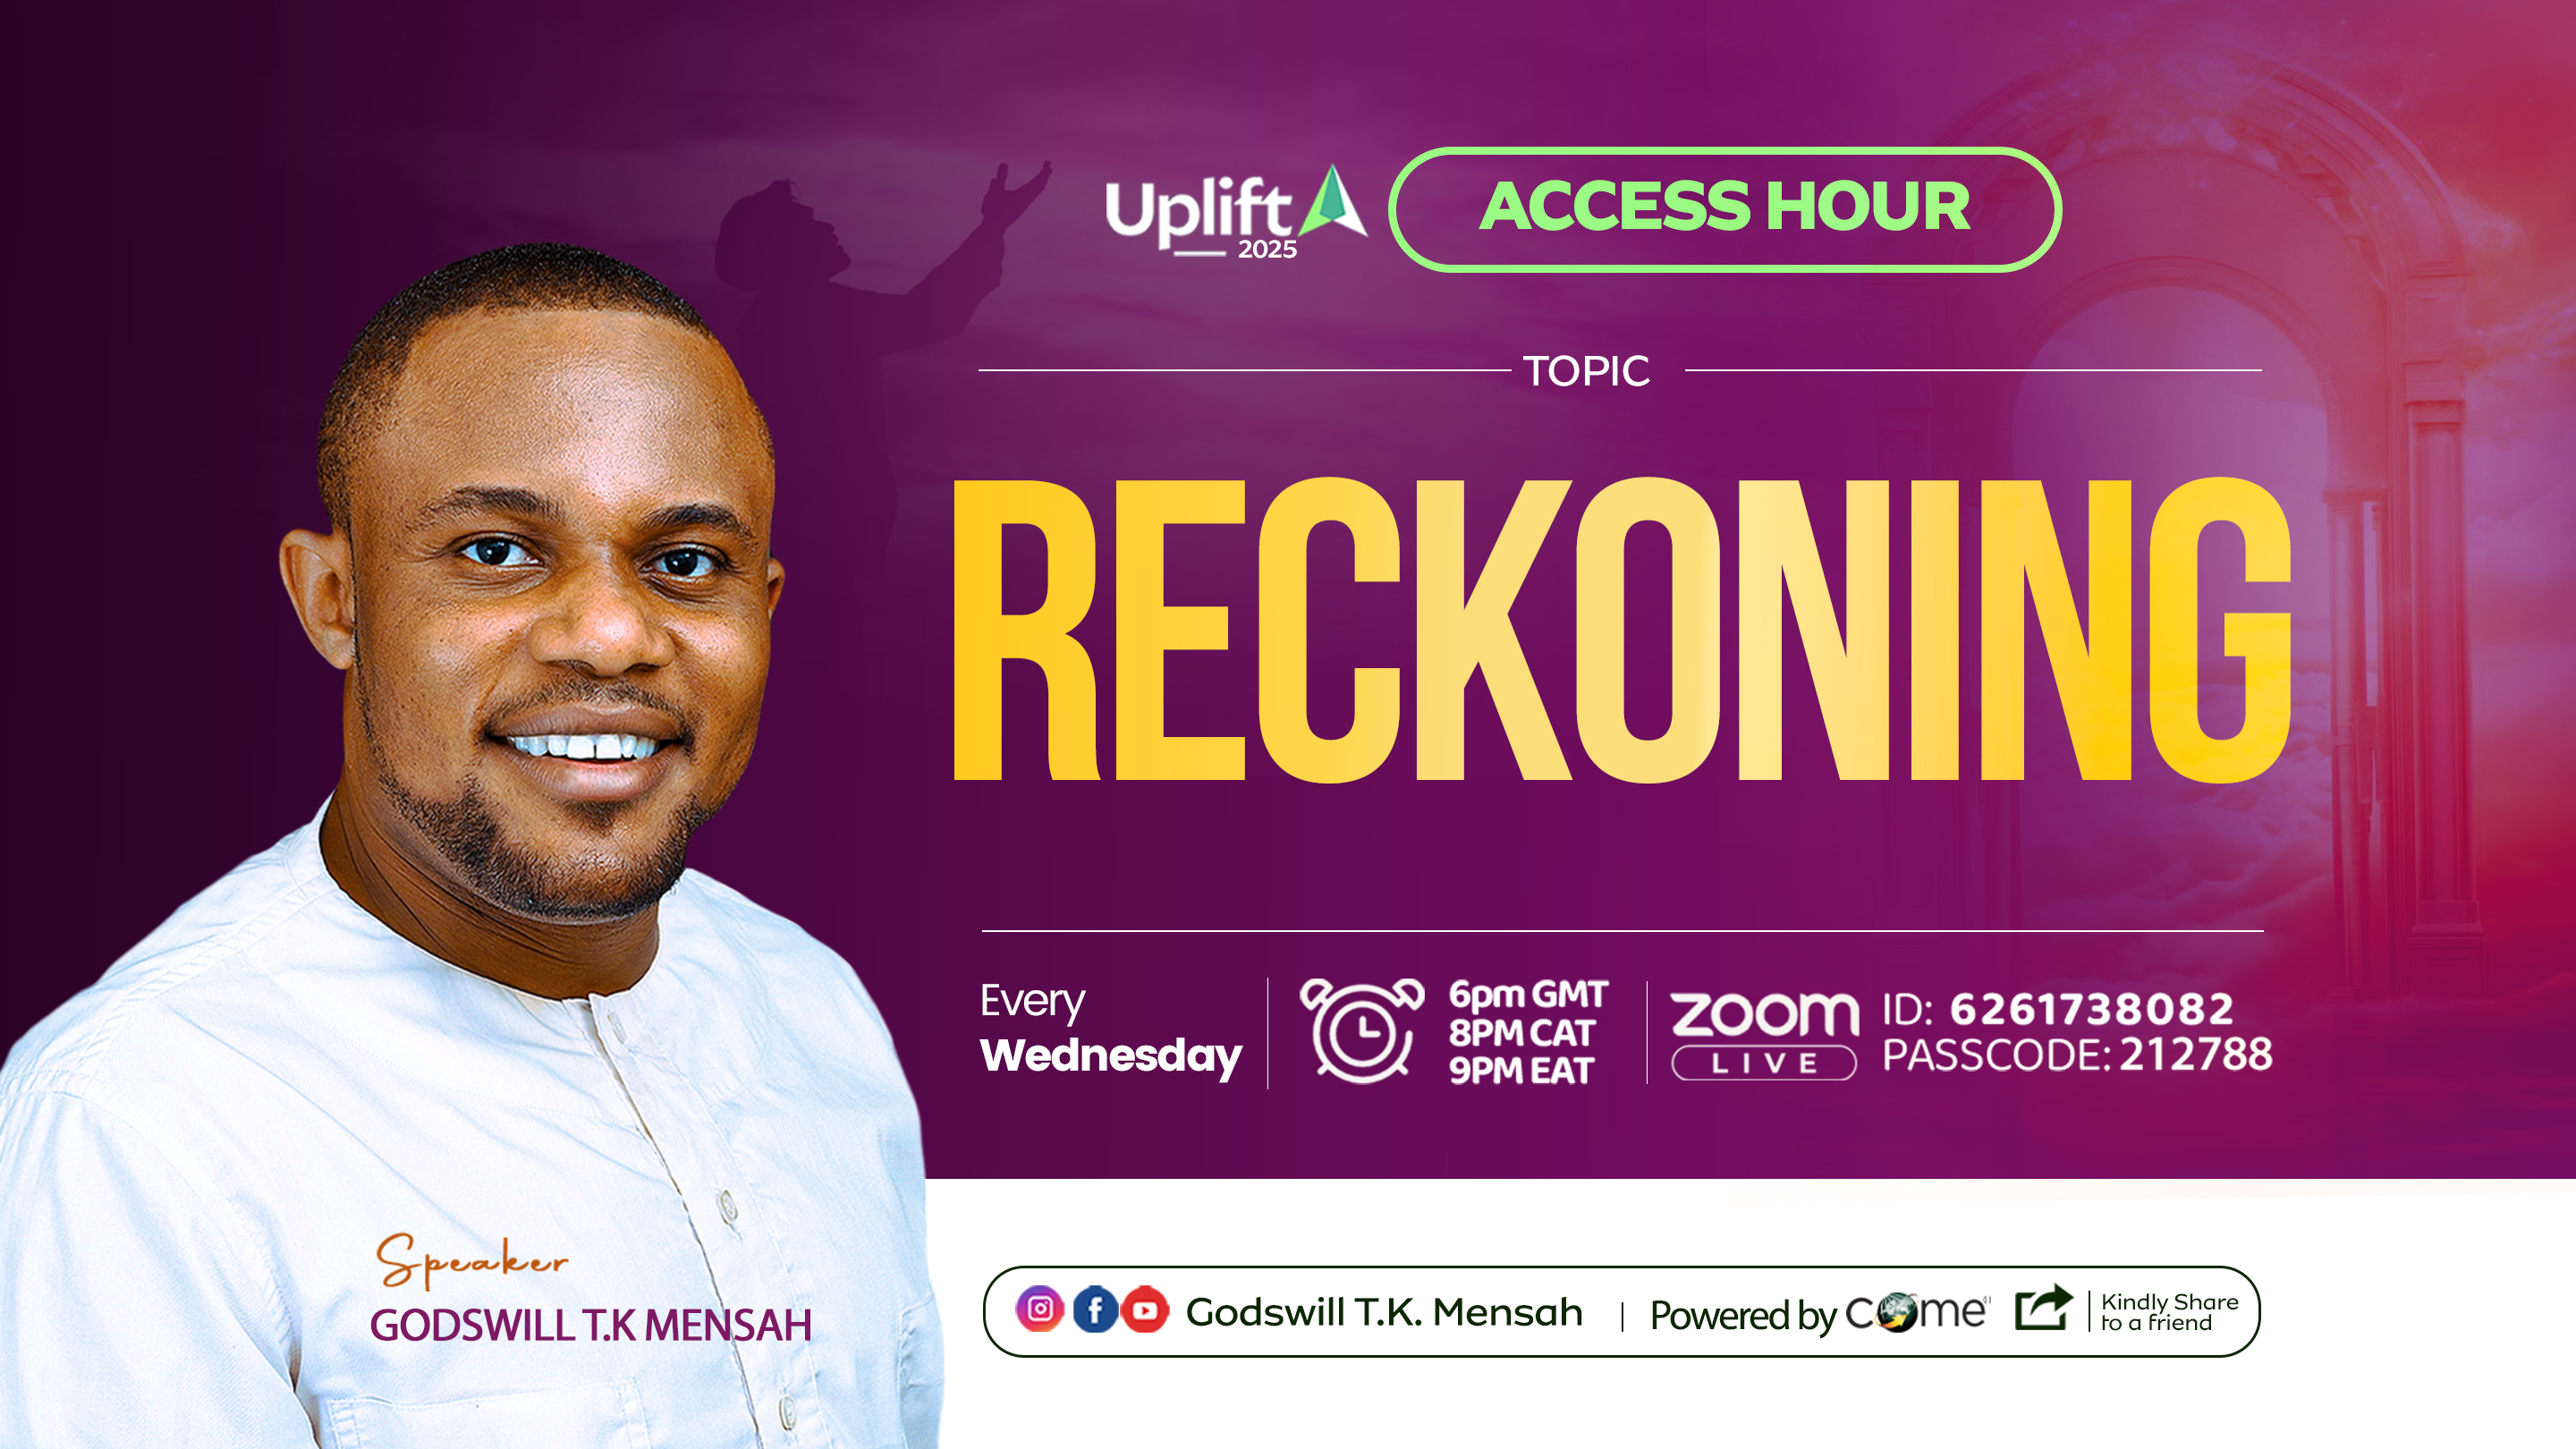 Uplift
2025
ACCESS HOUR
TOPIC
RECKONING
Every
Wednesday
6pm GMT
8PM CAT
9PM EAT
zoom
LIVE
ID: 6261738082
PASSCODE: 212788
Speaker
GODSWILL T.K MENSAH
Godswill T.K. Mensah | Powered by COme
Kindly Share
to a friend